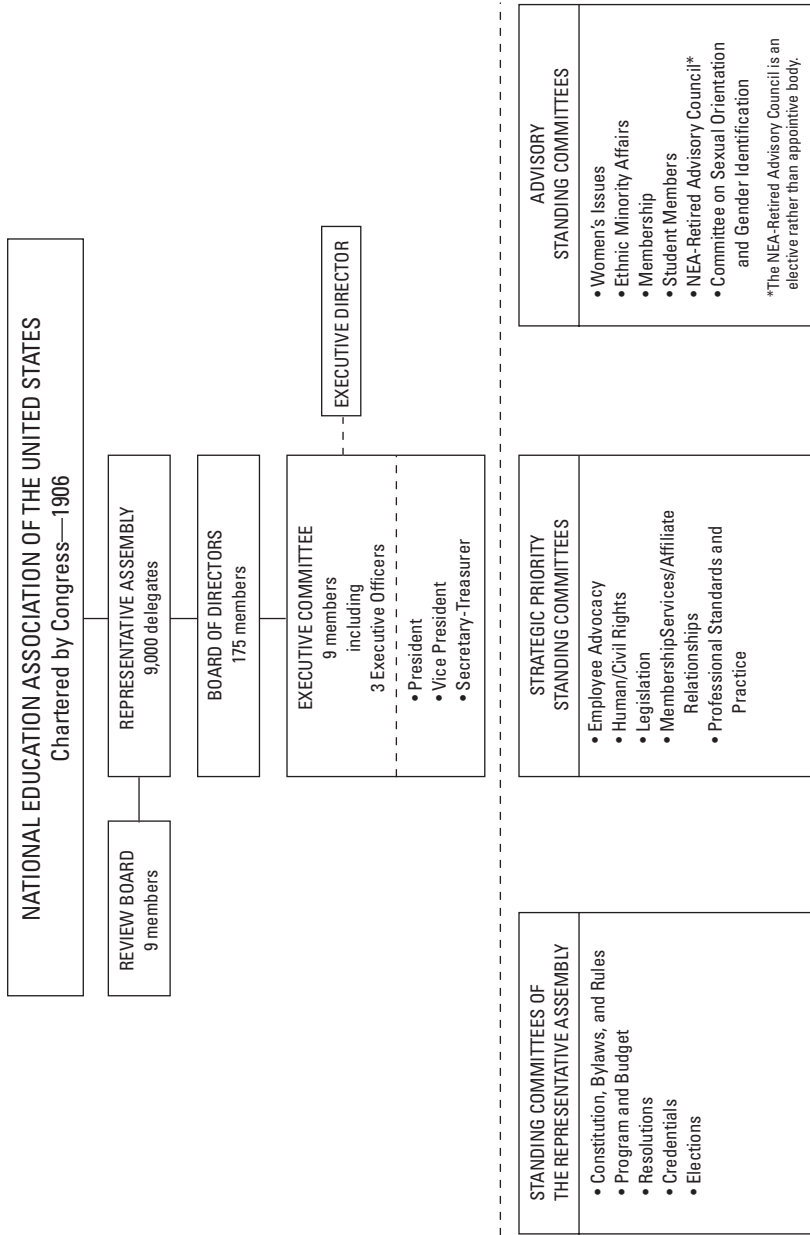 NATIONAL EDUCATION ASSOCIATION OF THE UNITED STATES
Chartered by Congress—1906
REVIEW BOARD
9 members
REPRESENTATIVE ASSEMBLY
9,000 delegates
BOARD OF DIRECTORS
175 members
EXECUTIVE COMMITTEE
9 members
including
3 Executive Officers
• President
• Vice President
• Secretary-Treasurer
EXECUTIVE DIRECTOR
STANDING COMMITTEES OF
THE REPRESENTATIVE ASSEMBLY
• Constitution, Bylaws, and Rules
• Program and Budget
• Resolutions
• Credentials
• Elections
STRATEGIC PRIORITY
STANDING COMMITTEES
• Employee Advocacy
• Human/Civil Rights
• Legislation
• MembershipServices/Affiliate
Relationships
• Professional Standards and
Practice
ADVISORY
STANDING COMMITTEES
• Women's Issues
• Ethnic Minority Affairs
• Membership
• Student Members
• NEA-Retired Advisory Council*
• Committee on Sexual Orientation
and Gender Identification
*The NEA-Retired Advisory Council is an
elective rather than appointive body.